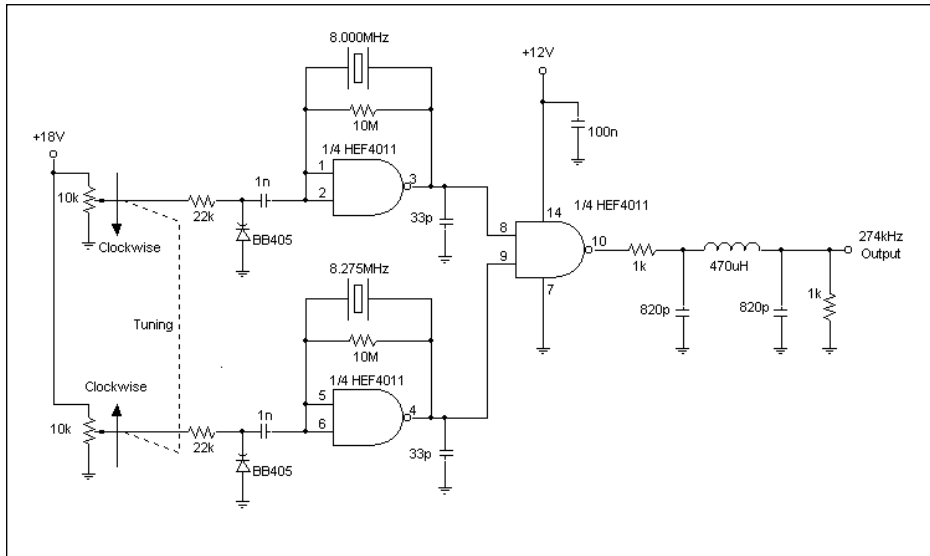 8.000MHz
+12V
10M
100n
+18V
1/4 HEF4011
1n
1
2
3
10k
22k
BB405
33p
Clockwise
1/4 HEF4011
14
8
9
10
7
1k
470uH
274kHz
Output
820p
820p
1k
8.275MHz
Tuning
10M
Clockwise
1/4 HEF4011
1n
5
6
4
10k
22k
BB405
33p